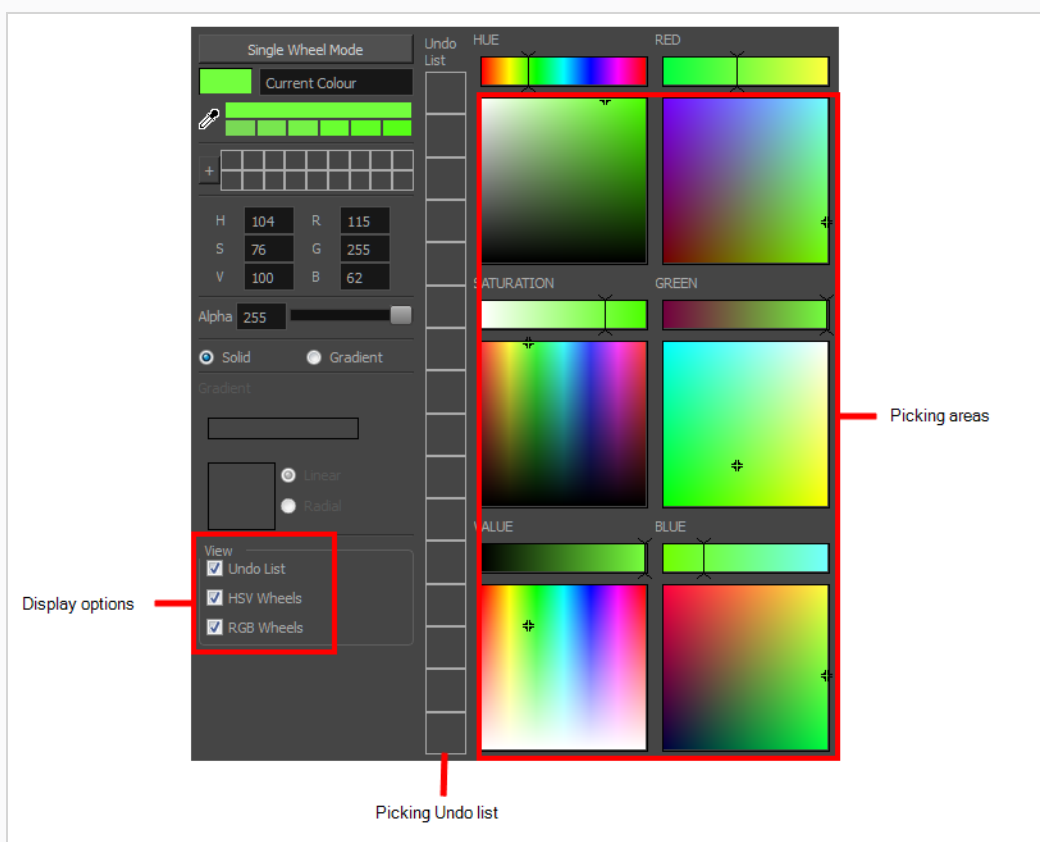 Single Wheel Mode
Undo
List
HUE
RED
Current Colour
+
H 104 R 115
S 76 G 255
V 100 B 62
SATURATION
GREEN
Alpha 255
Solid
Gradient
Gradient
Linear
Radial
Picking areas
VALUE
BLUE
View
Undo List
HSV Wheels
RGB Wheels
Display options
Picking Undo list